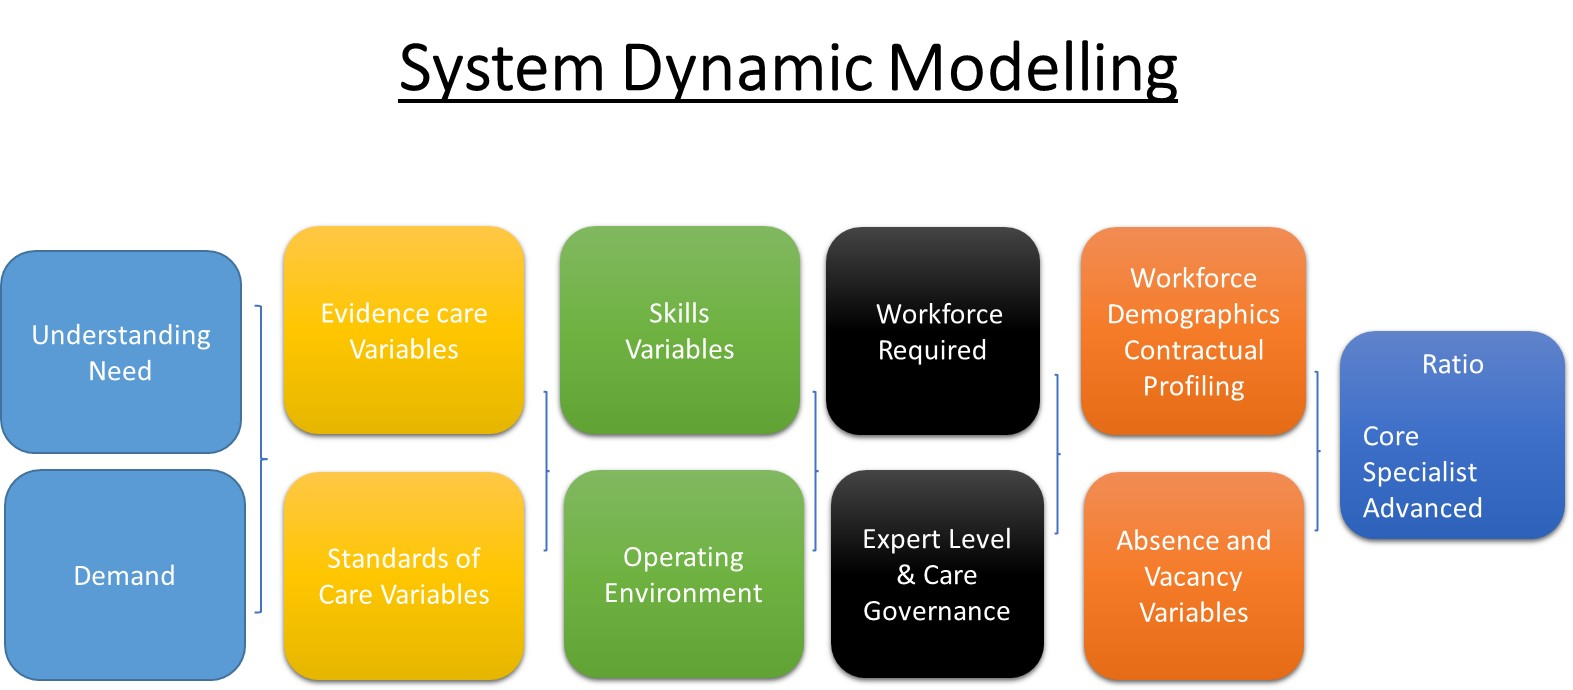 System Dynamic Modelling
Understanding
Need
Demand
Evidence care
Variables
Standards of
Care Variables
Skills
Variables
Operating
Environment
Workforce
Required
Expert Level
& Care
Governance
Workforce
Demographics
Contractual
Profiling
Absence and
Vacancy
Variables
Ratio
Core
Specialist
Advanced